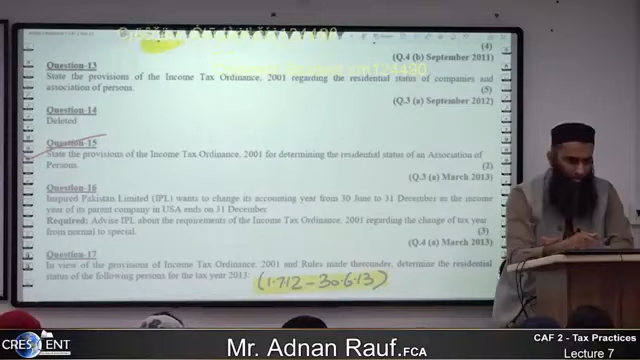 (4)
(Q.4 (b) September 2011)
Question-13
State the provisions of the Income Tax Ordinance, 2001 regarding the residential status of companies and
association of persons. (5)
(Q.3 (a) September 2012)
Question-14
Deleted
Question-15
State the provisions of the Income Tax Ordinance, 2001 for determining the residential status of an Association of
Persons. (2)
(Q.3 (a) March 2013)
Question-16
Inspired Pakistan Limited (IPL) wants to change its accounting year from 30 June to 31 December as the income
year of its parent company in USA ends on 31 December.
Required: Advise IPL about the requirements of the Income Tax Ordinance, 2001 regarding the change of tax year
from normal to special. (3)
(Q.4 (a) March 2013)
Question-17
In view of the provisions of Income Tax Ordinance, 2001 and Rules made thereunder, determine the residential
status of the following persons for the tax year 2013: (1.7.12 – 30.6.13)
CRESCENT
Mr. Adnan Rauf.FCA
CAF 2 - Tax Practices
Lecture 7